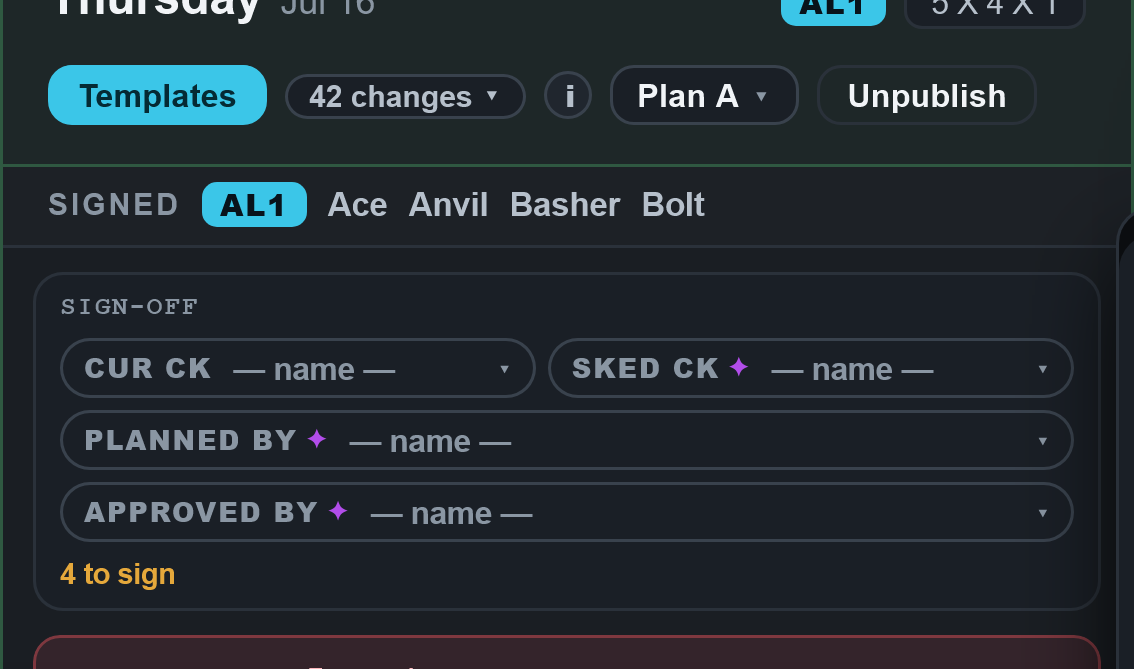 Thursday Jul 16 AL1 5 X 4 X 1
Templates 42 changes ▾ i Plan A ▾ Unpublish
SIGNED AL1 Ace Anvil Basher Bolt
SIGN-OFF
CUR CK — name — ▾ SKED CK ✦ — name — ▾
PLANNED BY ✦ — name — ▾
APPROVED BY ✦ — name — ▾
4 to sign